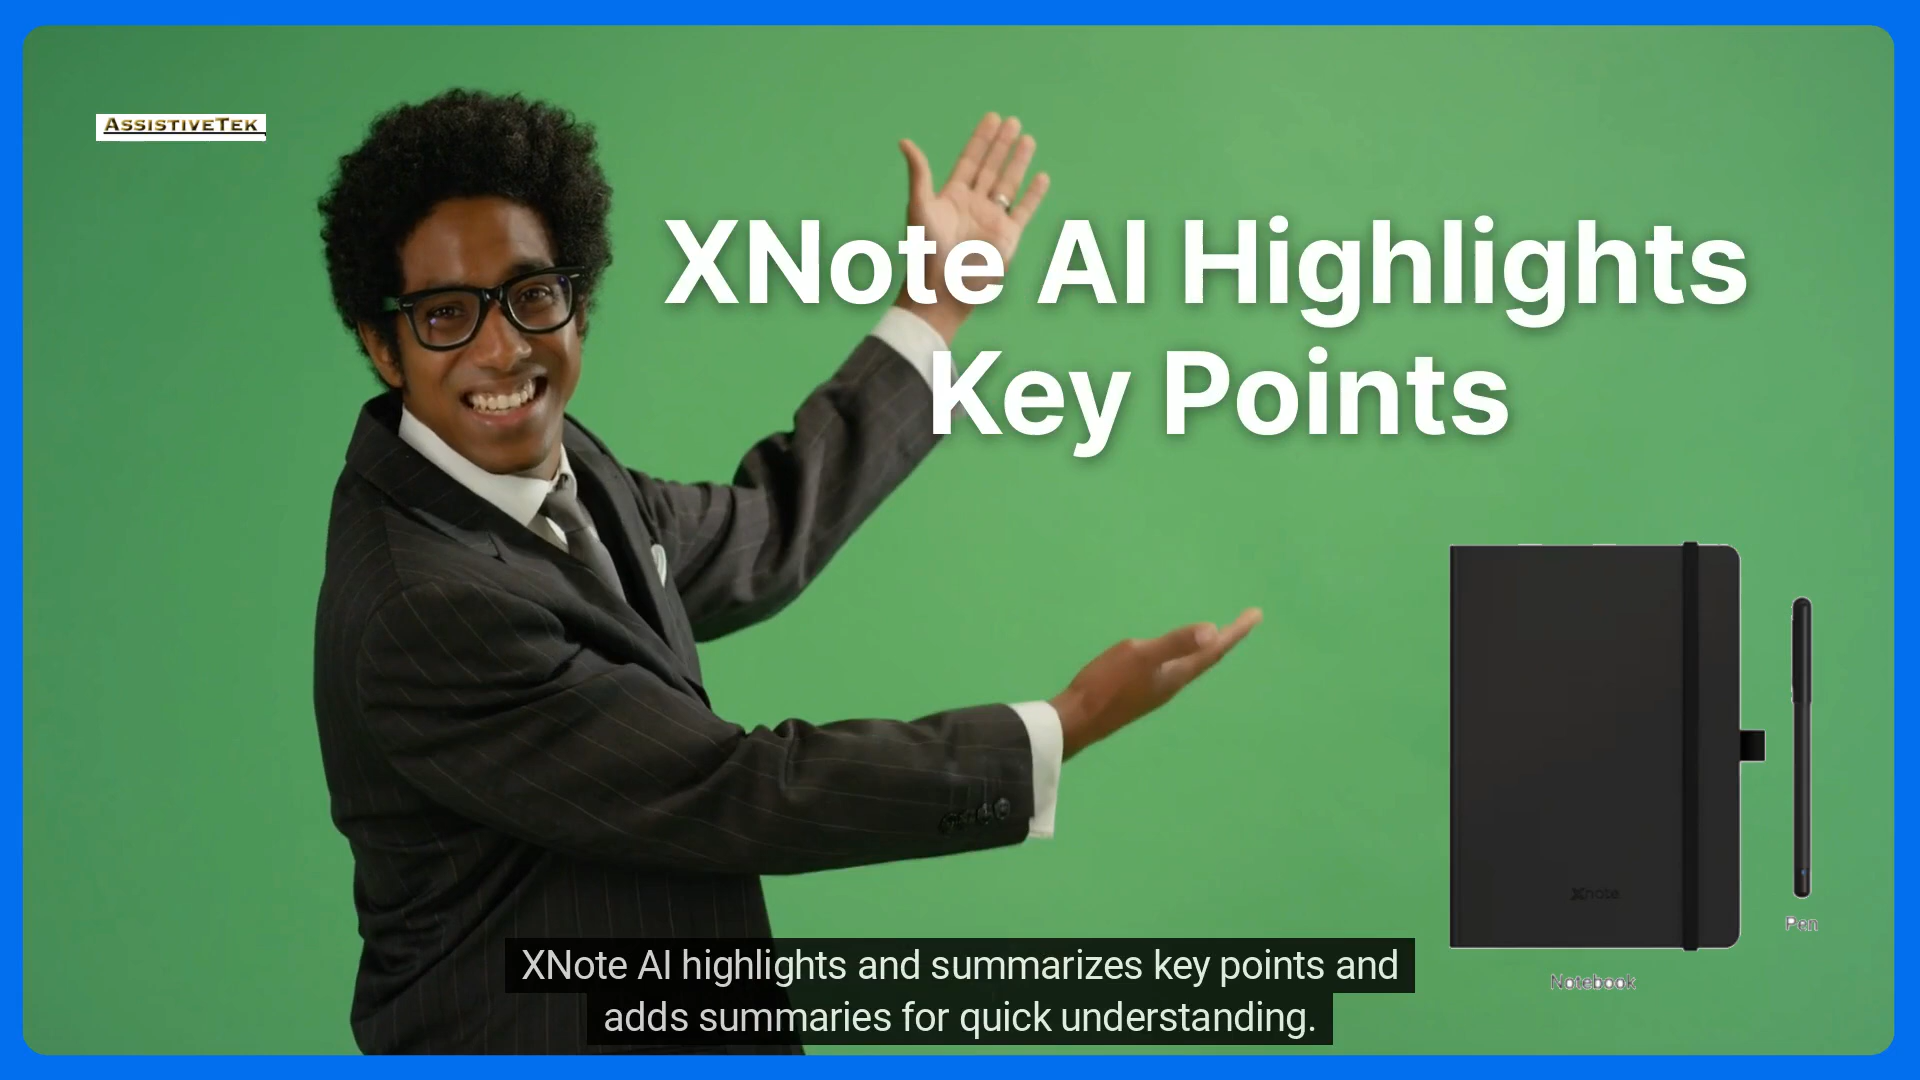 ASSISTIVETEK
XNote AI Highlights
Key Points
Xnote
Pen
Notebook
XNote AI highlights and summarizes key points and
adds summaries for quick understanding.